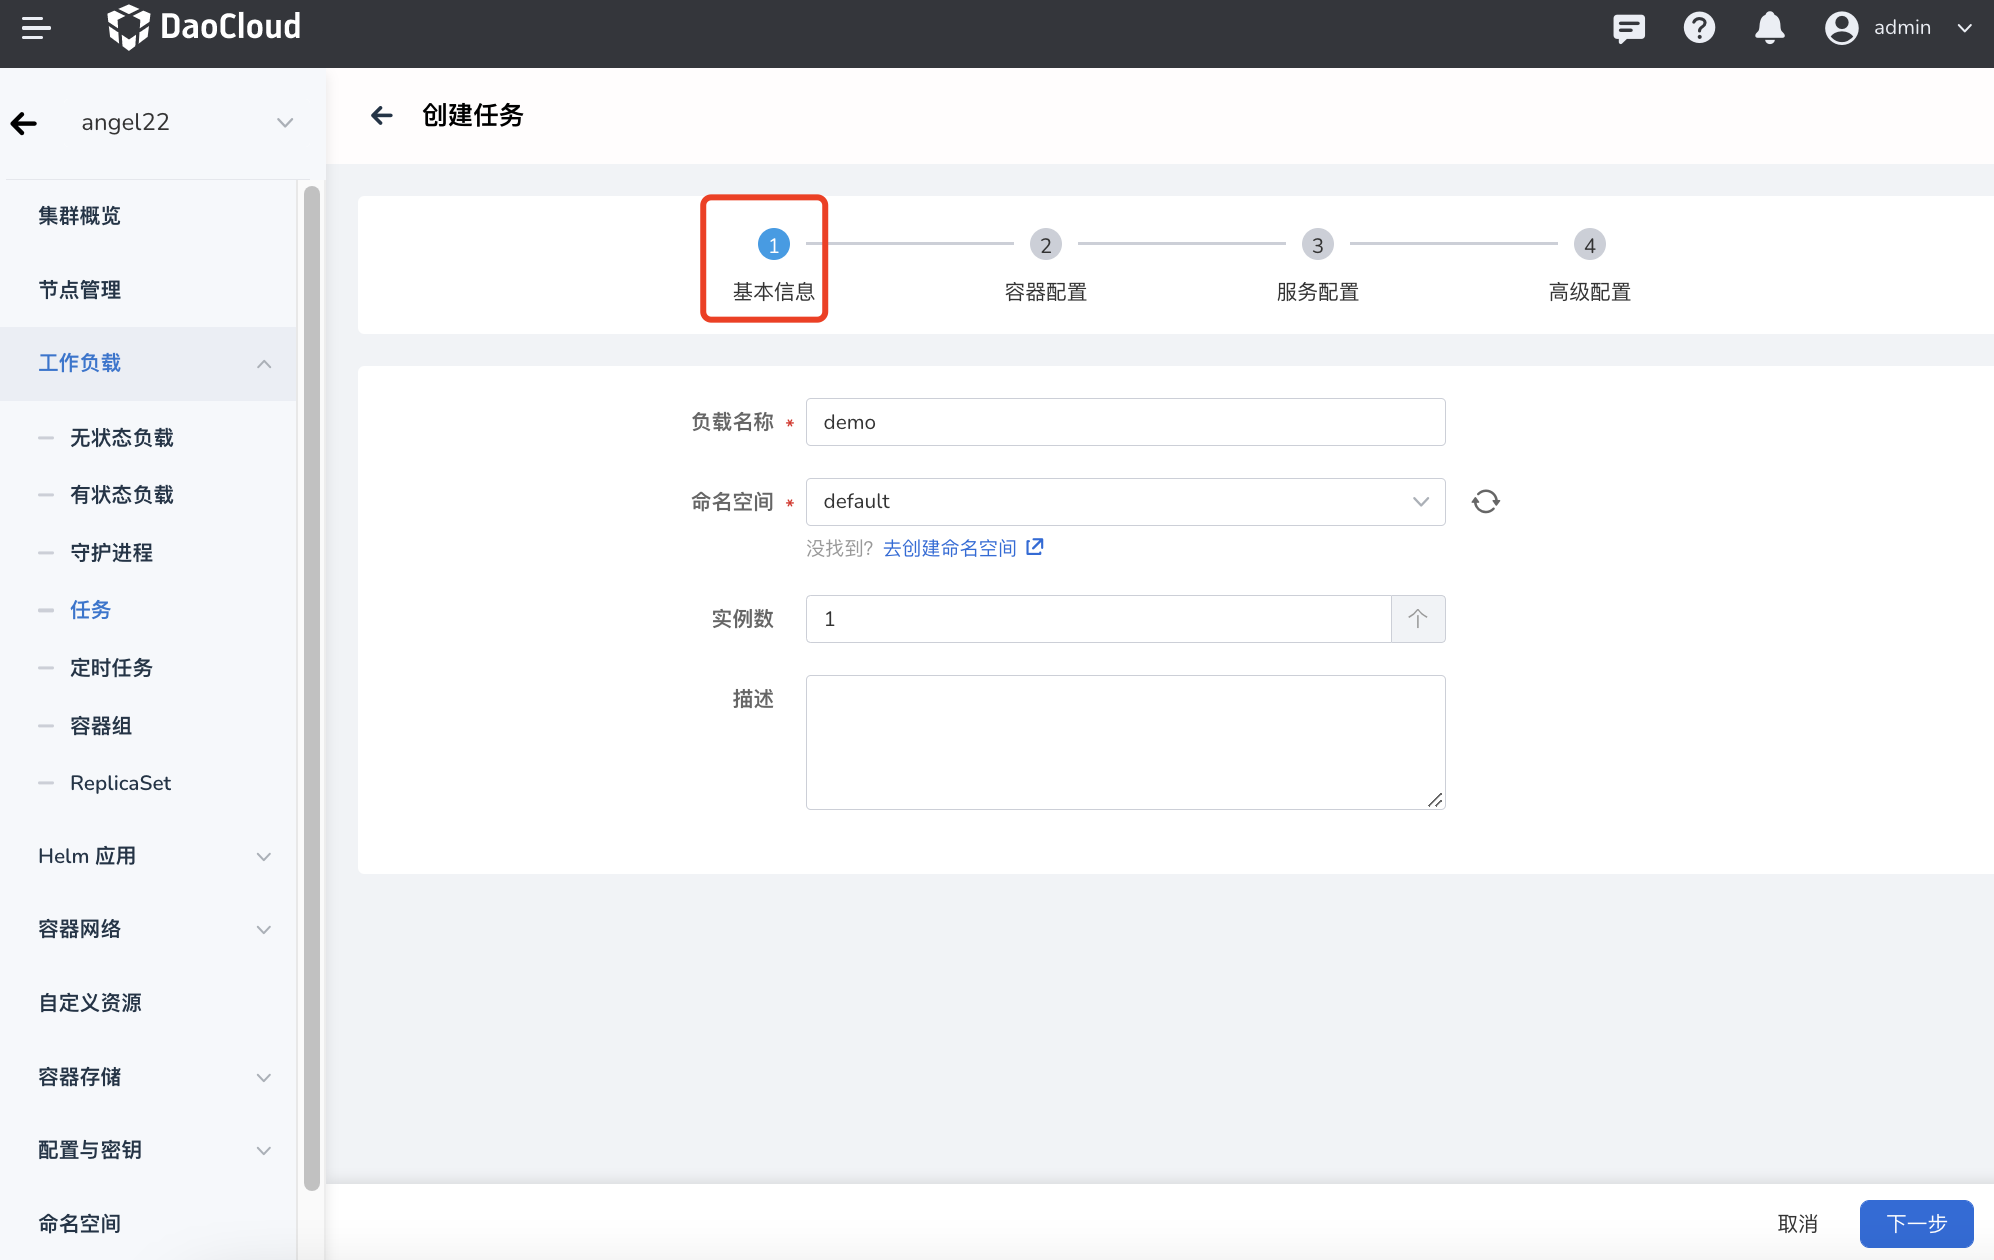 DaoCloud
admin
angel22
创建任务
集群概览
节点管理
工作负载
无状态负载
有状态负载
守护进程
任务
定时任务
容器组
ReplicaSet
Helm 应用
容器网络
自定义资源
容器存储
配置与密钥
命名空间
1
2
3
4
基本信息
容器配置
服务配置
高级配置
负载名称 *
demo
命名空间 *
default
没找到? 去创建命名空间
实例数
1
个
描述
取消
下一步